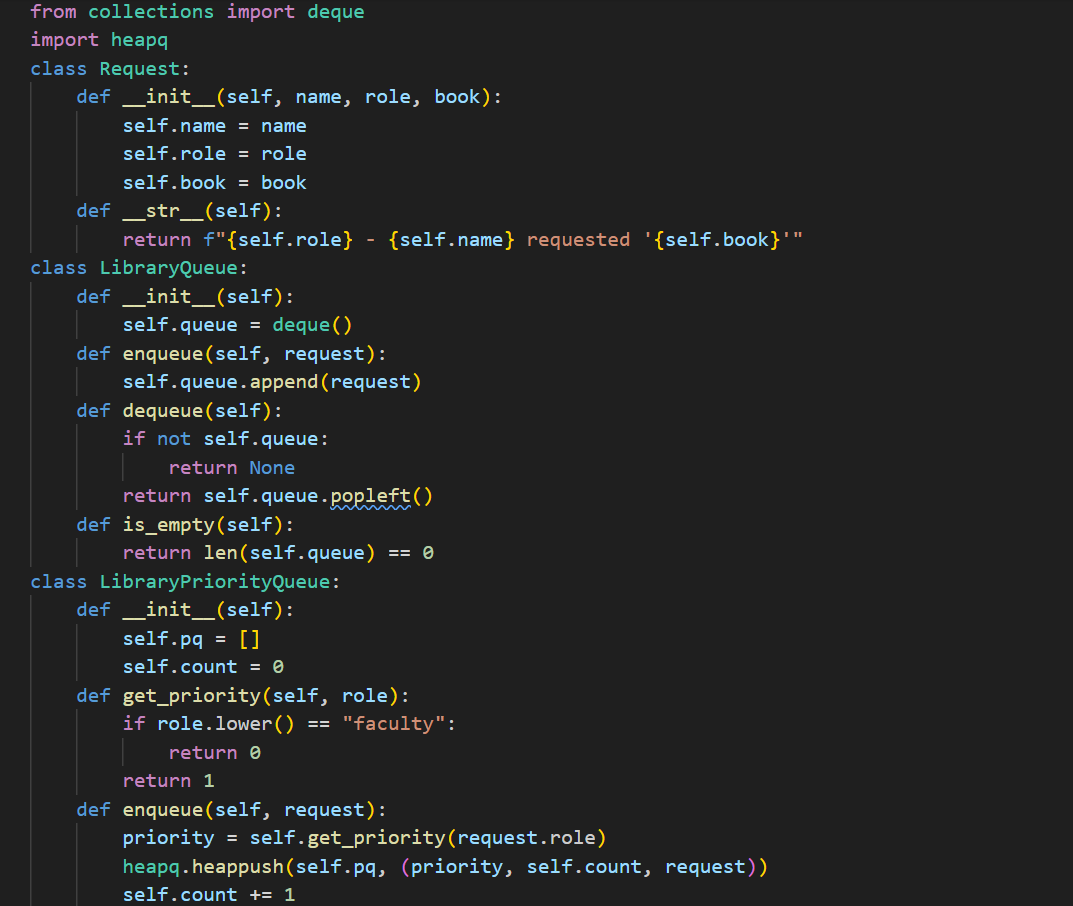 from collections import deque
import heapq
class Request:
    def __init__(self, name, role, book):
        self.name = name
        self.role = role
        self.book = book
    def __str__(self):
        return f"{self.role} - {self.name} requested '{self.book}'"
class LibraryQueue:
    def __init__(self):
        self.queue = deque()
    def enqueue(self, request):
        self.queue.append(request)
    def dequeue(self):
        if not self.queue:
            return None
        return self.queue.popleft()
    def is_empty(self):
        return len(self.queue) == 0
class LibraryPriorityQueue:
    def __init__(self):
        self.pq = []
        self.count = 0
    def get_priority(self, role):
        if role.lower() == "faculty":
            return 0
        return 1
    def enqueue(self, request):
        priority = self.get_priority(request.role)
        heapq.heappush(self.pq, (priority, self.count, request))
        self.count += 1